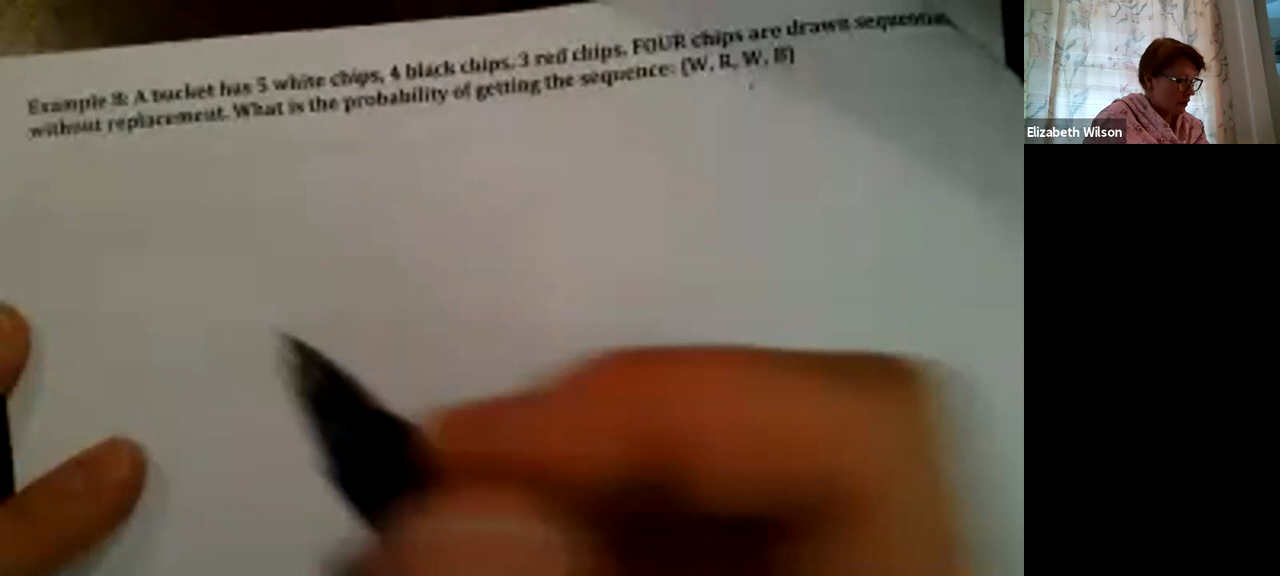 Example 8: A bucket has 5 white chips, 4 black chips, 3 red chips. FOUR chips are drawn
without replacement. What is the probability of getting the sequence: (W, R, W, B)
Elizabeth Wilson